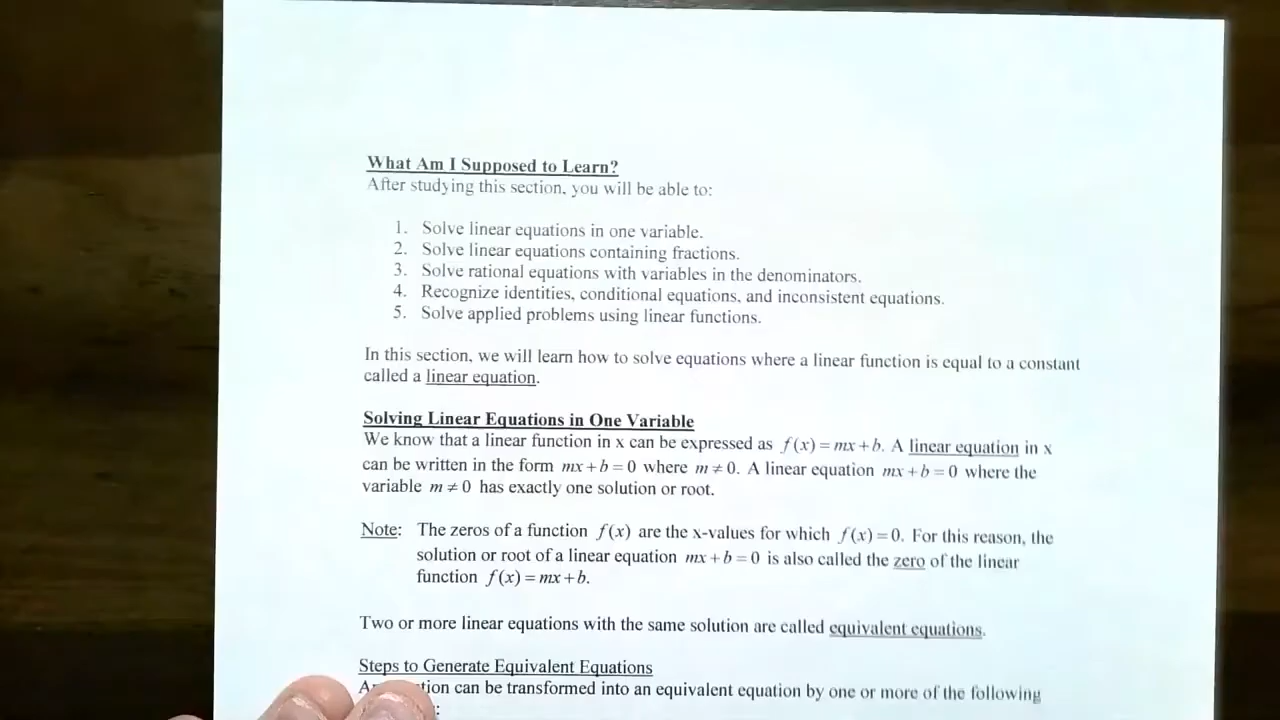 What Am I Supposed to Learn?
After studying this section, you will be able to:
1. Solve linear equations in one variable.
2. Solve linear equations containing fractions.
3. Solve rational equations with variables in the denominators.
4. Recognize identities, conditional equations, and inconsistent equations.
5. Solve applied problems using linear functions.
In this section, we will learn how to solve equations where a linear function is equal to a constant
called a linear equation.
Solving Linear Equations in One Variable
We know that a linear function in x can be expressed as f(x) = mx + b. A linear equation in x
can be written in the form mx + b = 0 where m ≠ 0. A linear equation mx + b = 0 where the
variable m ≠ 0 has exactly one solution or root.
Note: The zeros of a function f(x) are the x-values for which f(x) = 0. For this reason, the
solution or root of a linear equation mx + b = 0 is also called the zero of the linear
function f(x) = mx + b.
Two or more linear equations with the same solution are called equivalent equations.
Steps to Generate Equivalent Equations
can be transformed into an equivalent equation by one or more of the following